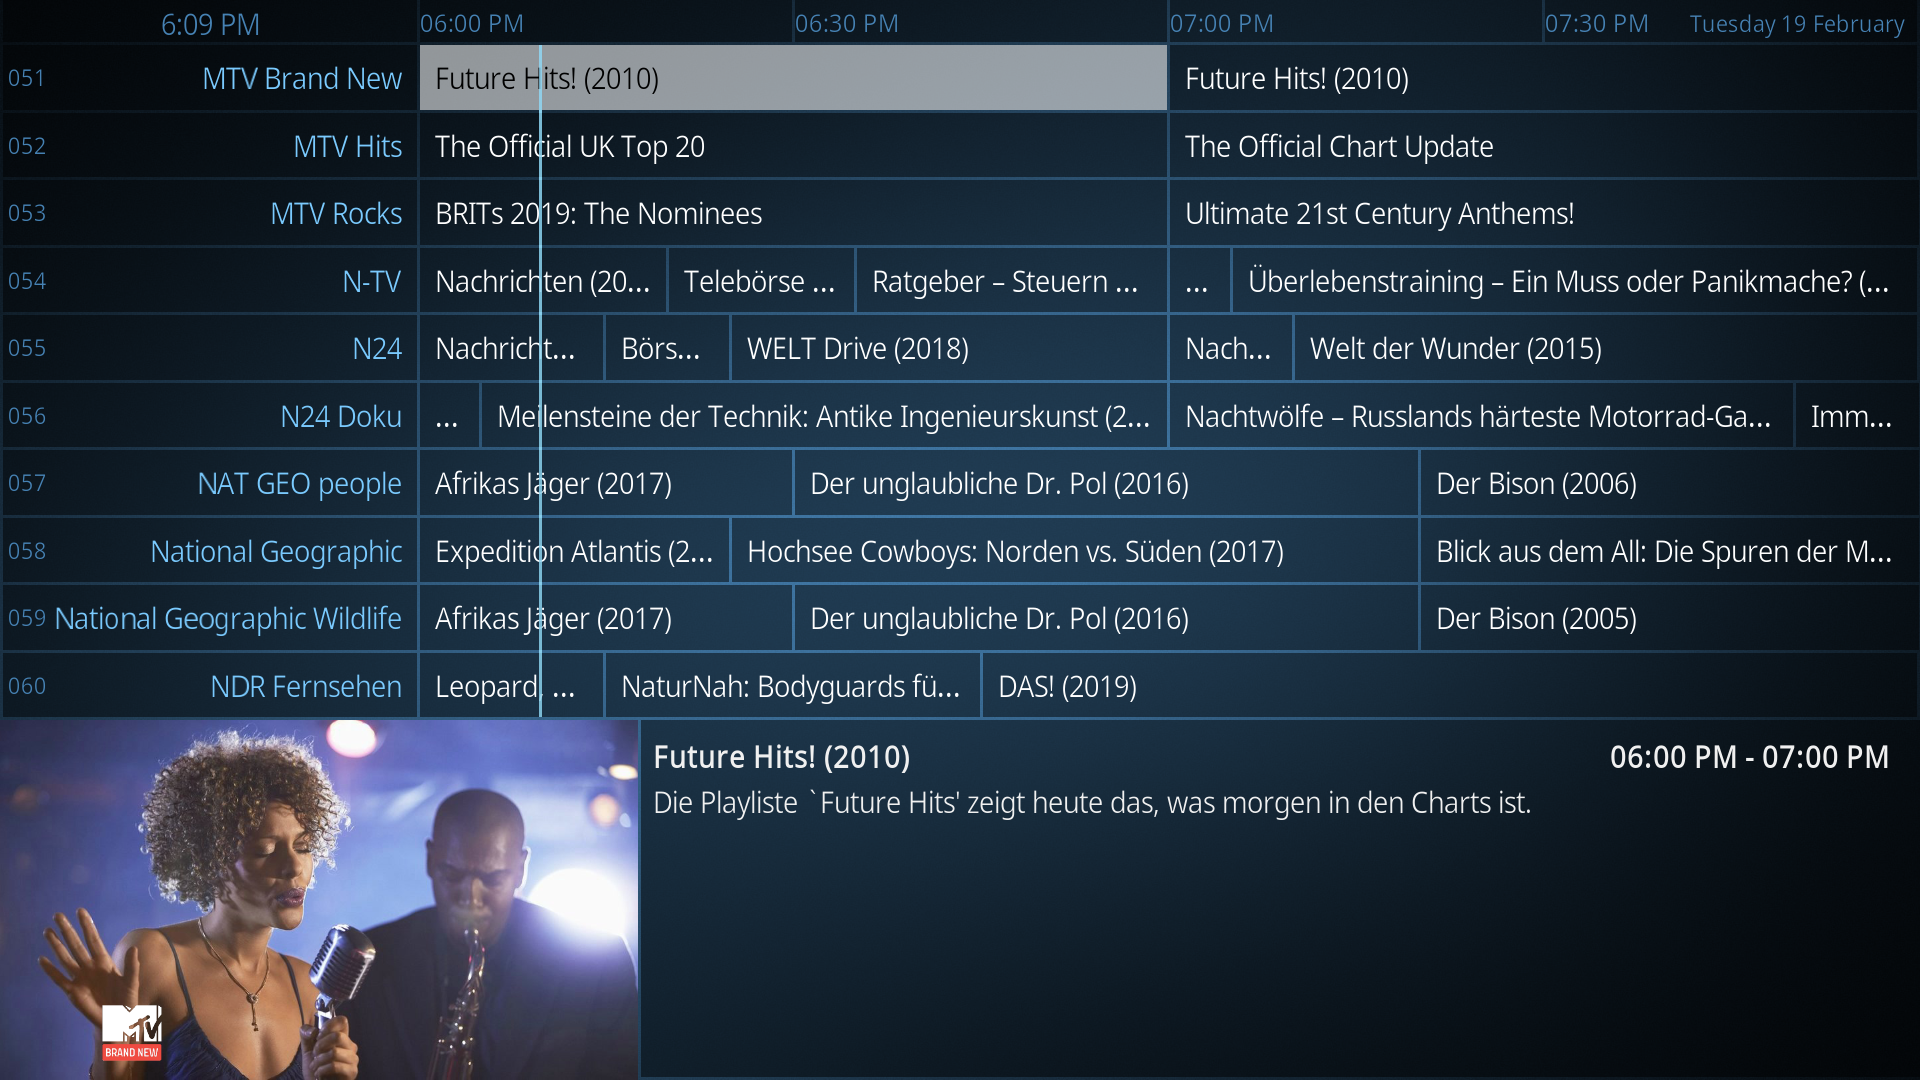 6:09 PM 06:00 PM 06:30 PM 07:00 PM 07:30 PM Tuesday 19 February
051 MTV Brand New Future Hits! (2010) Future Hits! (2010)
052 MTV Hits The Official UK Top 20 The Official Chart Update
053 MTV Rocks BRITs 2019: The Nominees Ultimate 21st Century Anthems!
054 N-TV Nachrichten (20... Telebörse ... Ratgeber – Steuern ... ... Überlebenstraining – Ein Muss oder Panikmache? (...
055 N24 Nachricht... Börs... WELT Drive (2018) Nach... Welt der Wunder (2015)
056 N24 Doku ... Meilensteine der Technik: Antike Ingenieurskunst (2... Nachtwölfe – Russlands härteste Motorrad-Ga... Imm...
057 NAT GEO people Afrikas Jäger (2017) Der unglaubliche Dr. Pol (2016) Der Bison (2006)
058 National Geographic Expedition Atlantis (2... Hochsee Cowboys: Norden vs. Süden (2017) Blick aus dem All: Die Spuren der M...
059 National Geographic Wildlife Afrikas Jäger (2017) Der unglaubliche Dr. Pol (2016) Der Bison (2005)
060 NDR Fernsehen Leopard, ... NaturNah: Bodyguards fü... DAS! (2019)
Future Hits! (2010) 06:00 PM - 07:00 PM
Die Playliste `Future Hits' zeigt heute das, was morgen in den Charts ist.
MTV
BRAND NEW